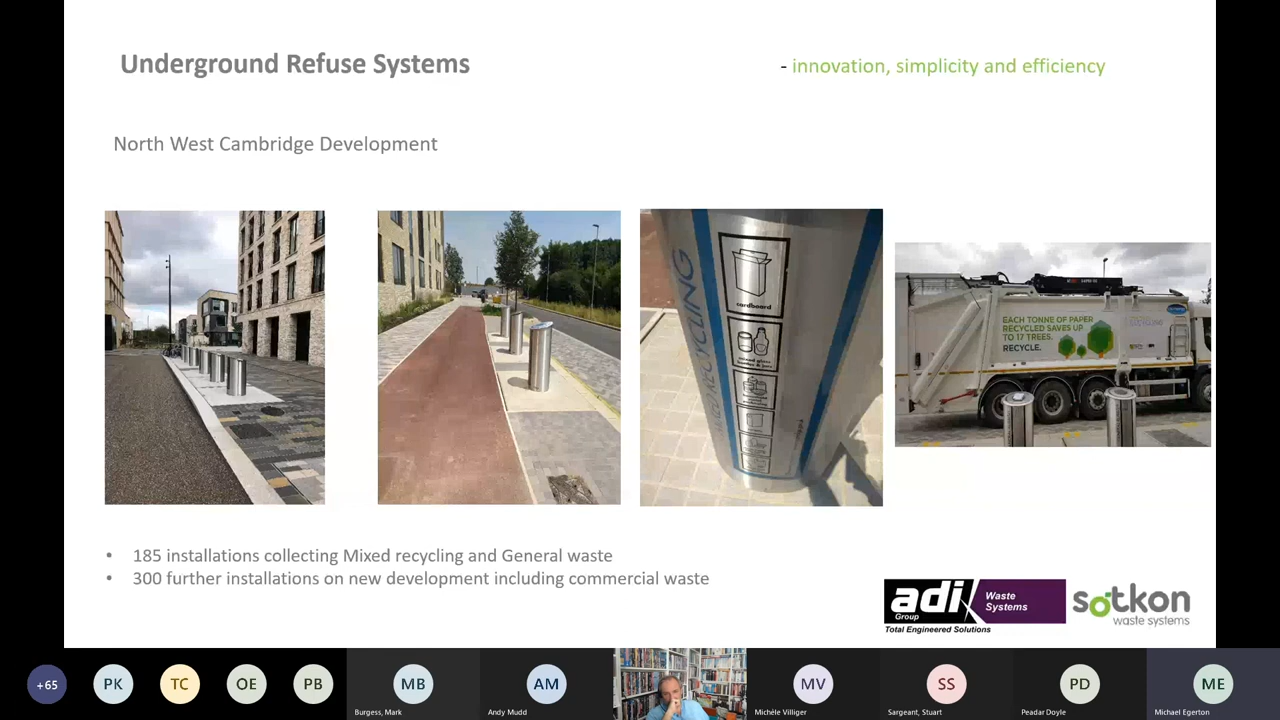 Underground Refuse Systems
- innovation, simplicity and efficiency
North West Cambridge Development
RECYCLING
cardboard
EACH TONNE OF PAPER
RECYCLED SAVES UP
TO 17 TREES.
RECYCLE.
RECYCLING
• 185 installations collecting Mixed recycling and General waste
• 300 further installations on new development including commercial waste
adi
Group
Waste
Systems
Total Engineered Solutions
sotkon
waste systems
+65
PK
TC
OE
PB
MB
Burgess, Mark
AM
Andy Mudd
MV
Michèle Villiger
SS
Sargeant, Stuart
PD
Peadar Doyle
ME
Michael Egerton